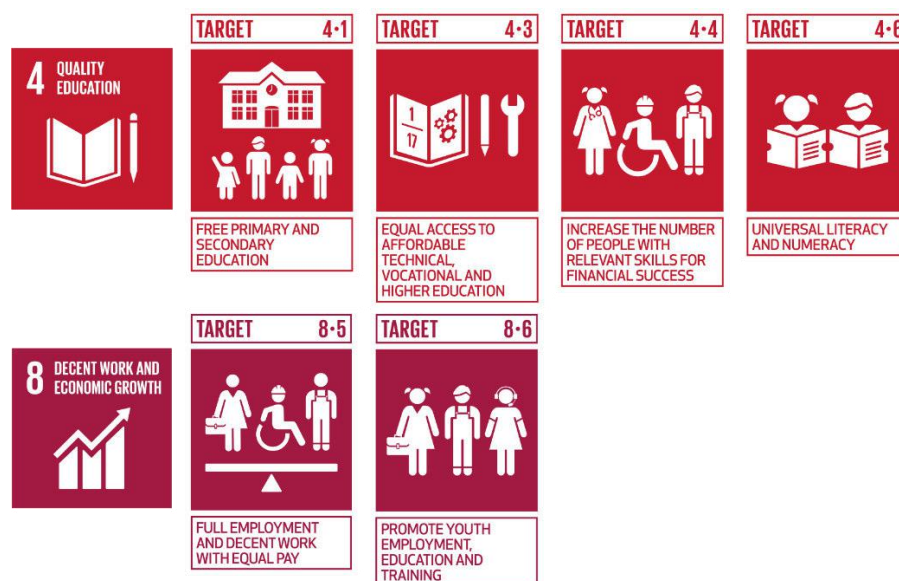 4 QUALITY
EDUCATION
TARGET 4·1
1
17
FREE PRIMARY AND
SECONDARY
EDUCATION
TARGET 4·3
EQUAL ACCESS TO
AFFORDABLE
TECHNICAL,
VOCATIONAL AND
HIGHER EDUCATION
TARGET 4·4
INCREASE THE NUMBER
OF PEOPLE WITH
RELEVANT SKILLS FOR
FINANCIAL SUCCESS
TARGET 4·6
UNIVERSAL LITERACY
AND NUMERACY
8 DECENT WORK AND
ECONOMIC GROWTH
TARGET 8·5
FULL EMPLOYMENT
AND DECENT WORK
WITH EQUAL PAY
TARGET 8·6
PROMOTE YOUTH
EMPLOYMENT,
EDUCATION AND
TRAINING